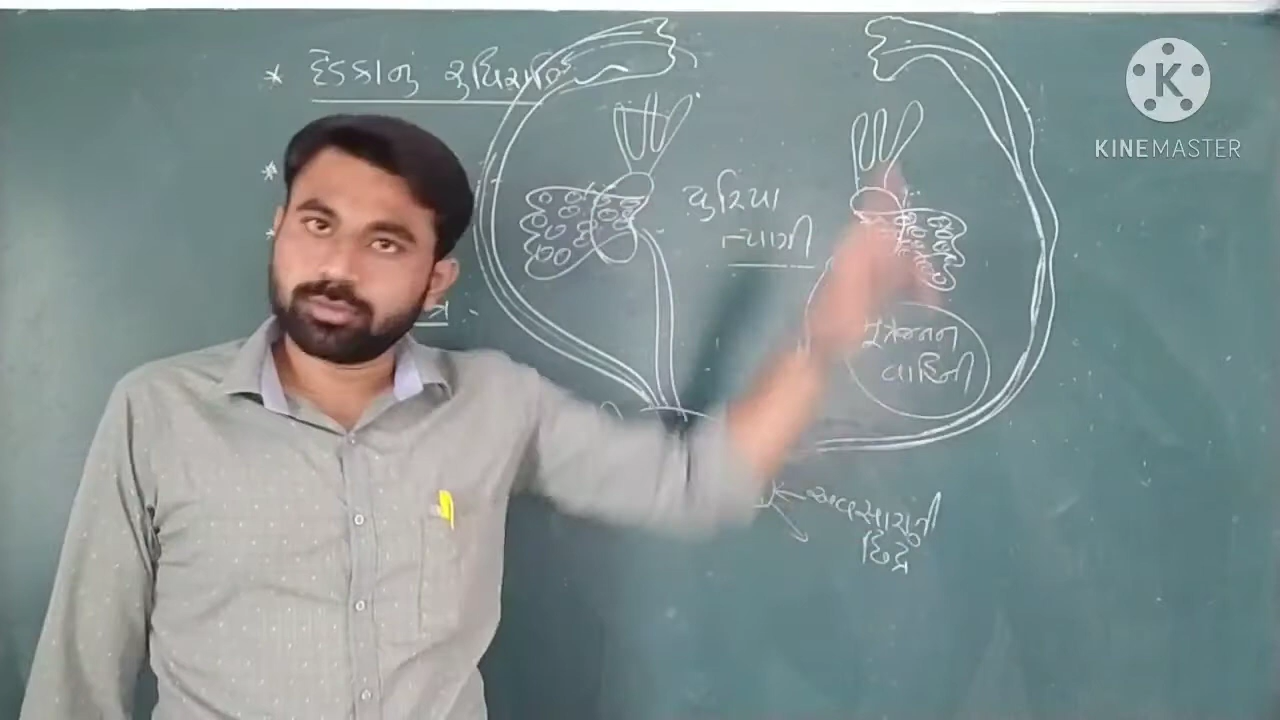 * દેડકાનું રુધિરાભિ
*
યુરિયા
ત્યાગી
મૂત્રજનન
વાહિની
અવસારણી
છિદ્ર
ત્ર
K
KINEMASTER